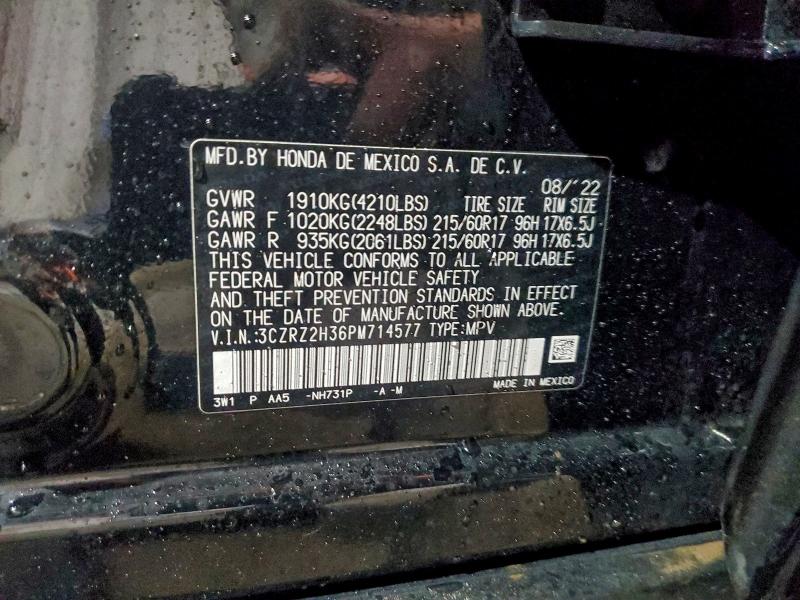 MFD.BY HONDA DE MEXICO S.A. DE C.V.
08/'22
GVWR 1910KG(4210LBS) TIRE SIZE RIM SIZE
GAWR F 1020KG(2248LBS) 215/60R17 96H 17X6.5J
GAWR R 935KG(2061LBS) 215/60R17 96H 17X6.5J
THIS VEHICLE CONFORMS TO ALL APPLICABLE
FEDERAL MOTOR VEHICLE SAFETY
AND THEFT PREVENTION STANDARDS IN EFFECT
ON THE DATE OF MANUFACTURE SHOWN ABOVE.
V.I.N.:3CZRZ2H36PM714577 TYPE:MPV
MADE IN MEXICO
3W1 P AA5 -NH731P -A -M